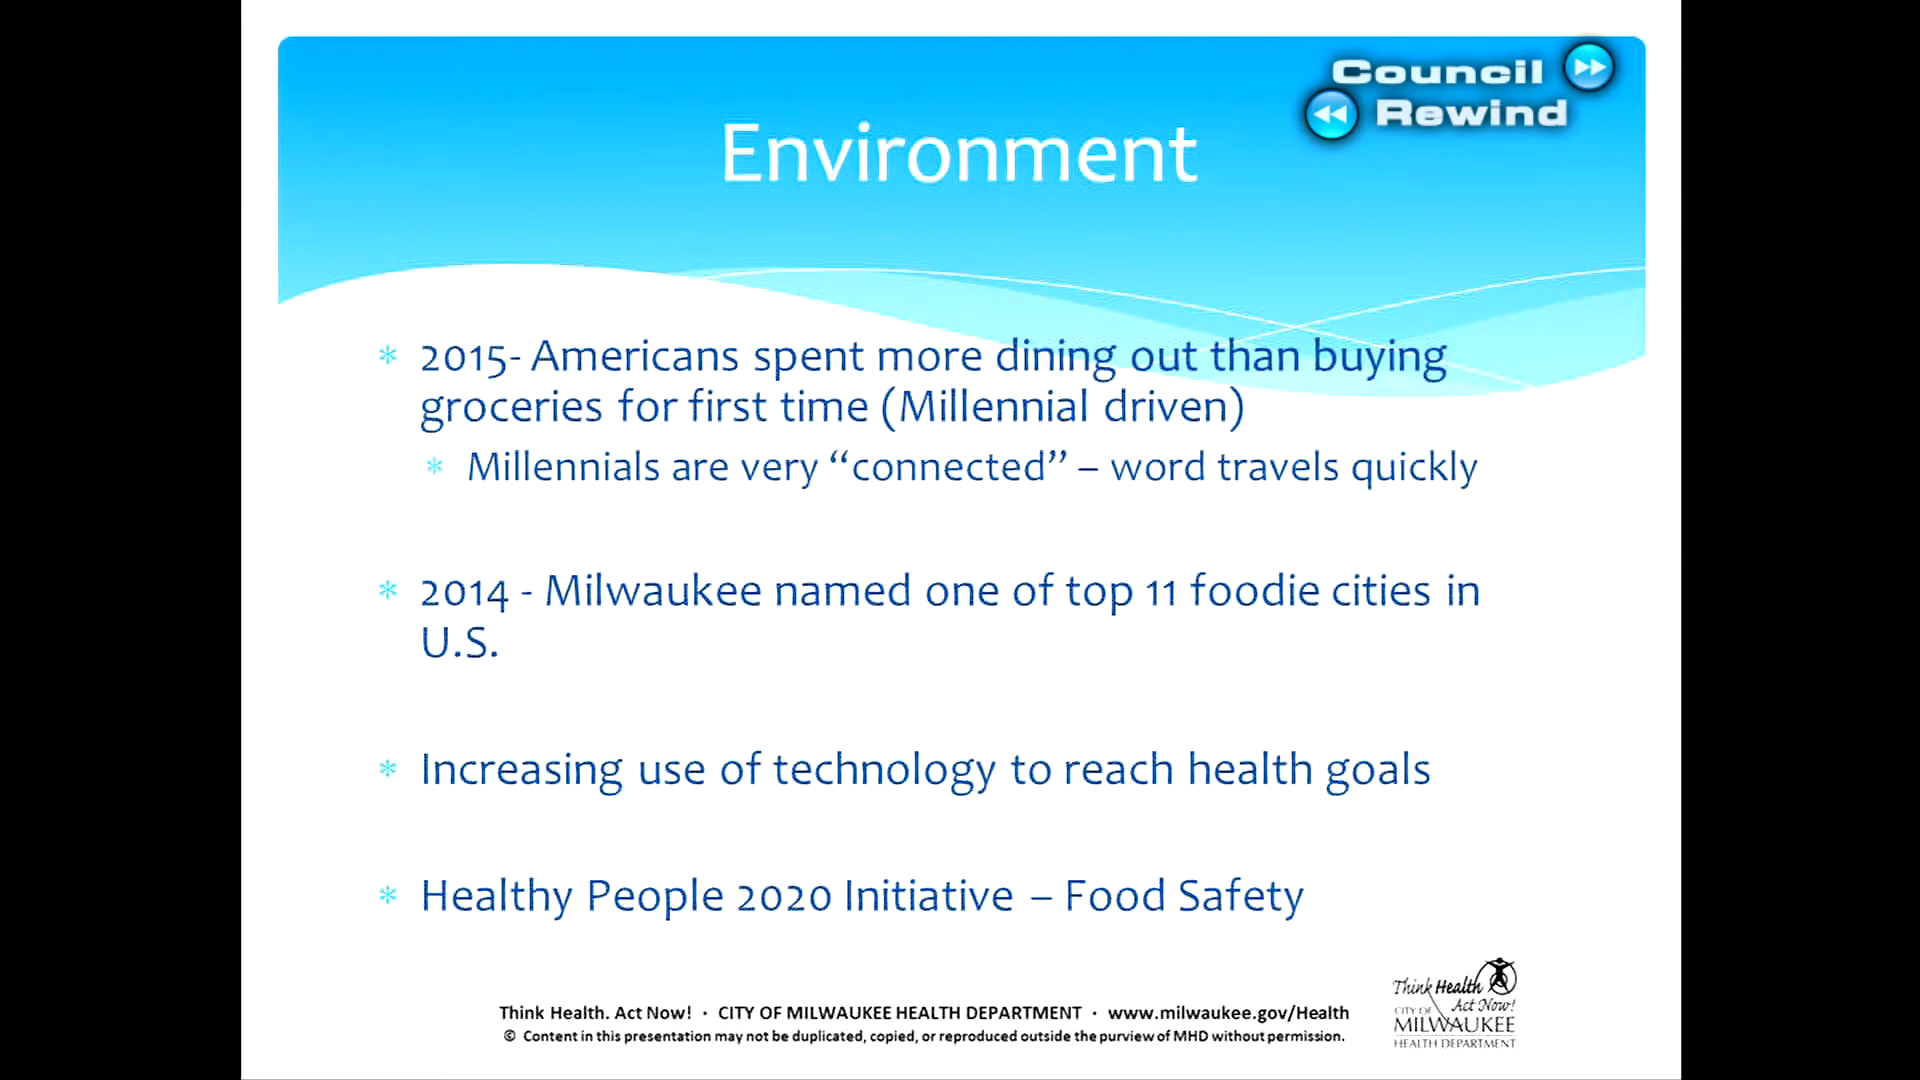 Council
Rewind
Environment
* 2015- Americans spent more dining out than buying
groceries for first time (Millennial driven)
* Millennials are very “connected” – word travels quickly
* 2014 - Milwaukee named one of top 11 foodie cities in
U.S.
* Increasing use of technology to reach health goals
* Healthy People 2020 Initiative – Food Safety
Think Health. Act Now! · CITY OF MILWAUKEE HEALTH DEPARTMENT · www.milwaukee.gov/Health
© Content in this presentation may not be duplicated, copied, or reproduced outside the purview of MHD without permission.
Think Health
Act Now!
CITY OF
MILWAUKEE
HEALTH DEPARTMENT